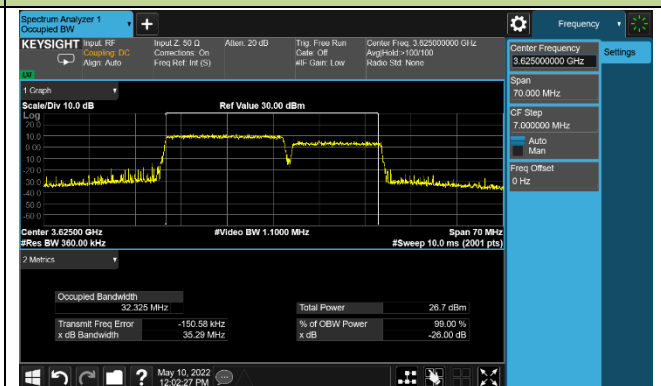 Spectrum Analyzer 1
Occupied BW
Frequency
KEYSIGHT
Input: RF
Coupling: DC
Align: Auto
Input Z: 50 Ω
Corrections: On
Freq Ref: Int (S)
Atten: 20 dB
Trig: Free Run
Gate: Off
#IF Gain: Low
Center Freq: 3.625000000 GHz
Avg|Hold:>100/100
Radio Std: None
Center Frequency
3.625000000 GHz
Settings
Span
70.000 MHz
CF Step
7.000000 MHz
Auto
Man
Freq Offset
0 Hz
1 Graph
Scale/Div 10.0 dB
Ref Value 30.00 dBm
Log
20.0
10.0
0.00
-10.0
-20.0
-30.0
-40.0
-50.0
-60.0
Center 3.62500 GHz
#Video BW 1.1000 MHz
Span 70 MHz
#Res BW 360.00 kHz
#Sweep 10.0 ms (2001 pts)
2 Metrics
Occupied Bandwidth
32.325 MHz
Total Power
26.7 dBm
Transmit Freq Error
-150.58 kHz
% of OBW Power
99.00 %
x dB Bandwidth
35.29 MHz
x dB
-26.00 dB
?
May 10, 2022
12:02:27 PM